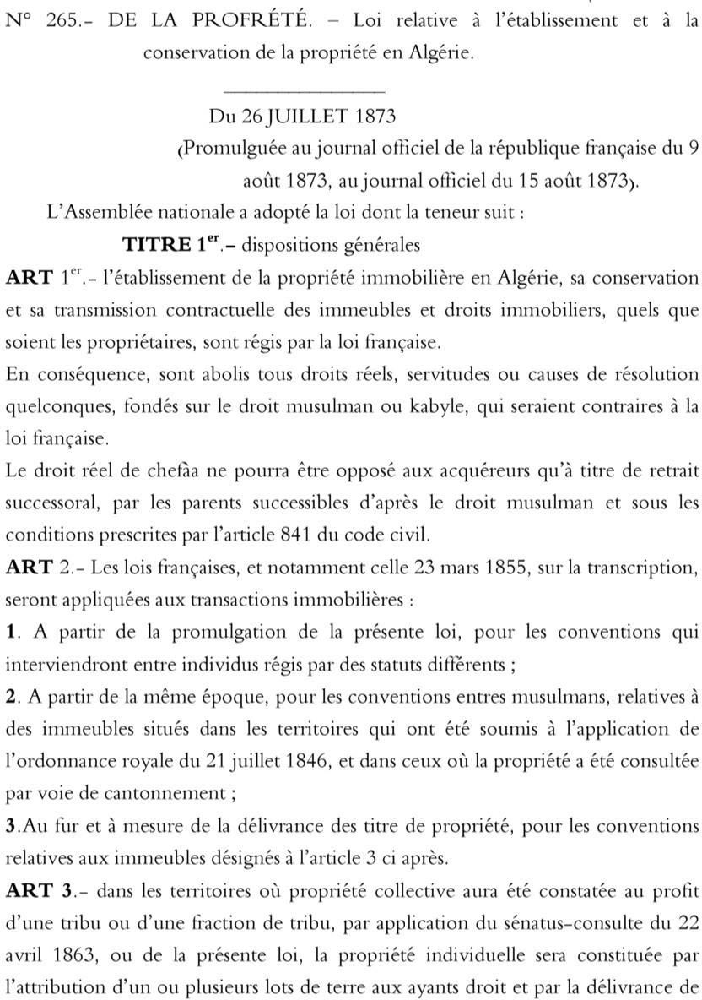 N° 265.- DE LA PROFRÉTÉ. – Loi relative à l'établissement et à la
conservation de la propriété en Algérie.
Du 26 JUILLET 1873
(Promulguée au journal officiel de la république française du 9
août 1873, au journal officiel du 15 août 1873).
L'Assemblée nationale a adopté la loi dont la teneur suit :
TITRE 1er.– dispositions générales
ART 1er.- l'établissement de la propriété immobilière en Algérie, sa conservation
et sa transmission contractuelle des immeubles et droits immobiliers, quels que
soient les propriétaires, sont régis par la loi française.
En conséquence, sont abolis tous droits réels, servitudes ou causes de résolution
quelconques, fondés sur le droit musulman ou kabyle, qui seraient contraires à la
loi française.
Le droit réel de chefàa ne pourra être opposé aux acquéreurs qu'à titre de retrait
successoral, par les parents successibles d'après le droit musulman et sous les
conditions prescrites par l'article 841 du code civil.
ART 2.- Les lois françaises, et notamment celle 23 mars 1855, sur la transcription,
seront appliquées aux transactions immobilières :
1. A partir de la promulgation de la présente loi, pour les conventions qui
interviendront entre individus régis par des statuts différents ;
2. A partir de la même époque, pour les conventions entres musulmans, relatives à
des immeubles situés dans les territoires qui ont été soumis à l'application de
l'ordonnance royale du 21 juillet 1846, et dans ceux où la propriété a été consultée
par voie de cantonnement ;
3.Au fur et à mesure de la délivrance des titre de propriété, pour les conventions
relatives aux immeubles désignés à l'article 3 ci après.
ART 3.- dans les territoires où propriété collective aura été constatée au profit
d'une tribu ou d'une fraction de tribu, par application du sénatus-consulte du 22
avril 1863, ou de la présente loi, la propriété individuelle sera constituée par
l'attribution d'un ou plusieurs lots de terre aux ayants droit et par la délivrance de